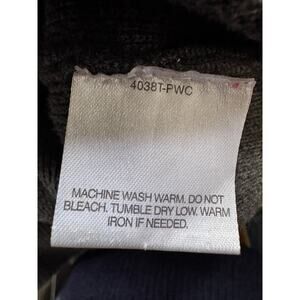 4038T-PWC
MACHINE WASH WARM. DO NOT
BLEACH. TUMBLE DRY LOW. WARM
IRON IF NEEDED.